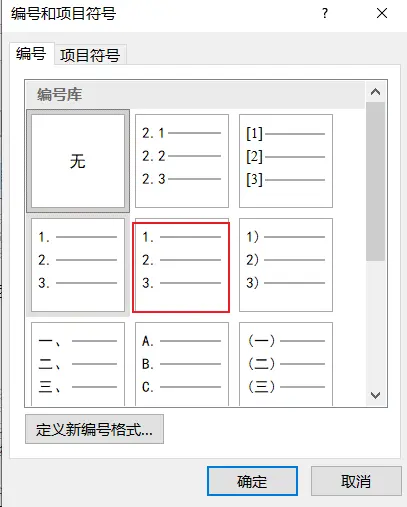 编号和项目符号
?
编号
项目符号
编号库
无
2.1
2.2
2.3
[1]
[2]
[3]
1.
2.
3.
1.
2.
3.
1)
2)
3)
一、
二、
三、
A.
B.
C.
(一)
(二)
(三)
定义新编号格式...
确定
取消